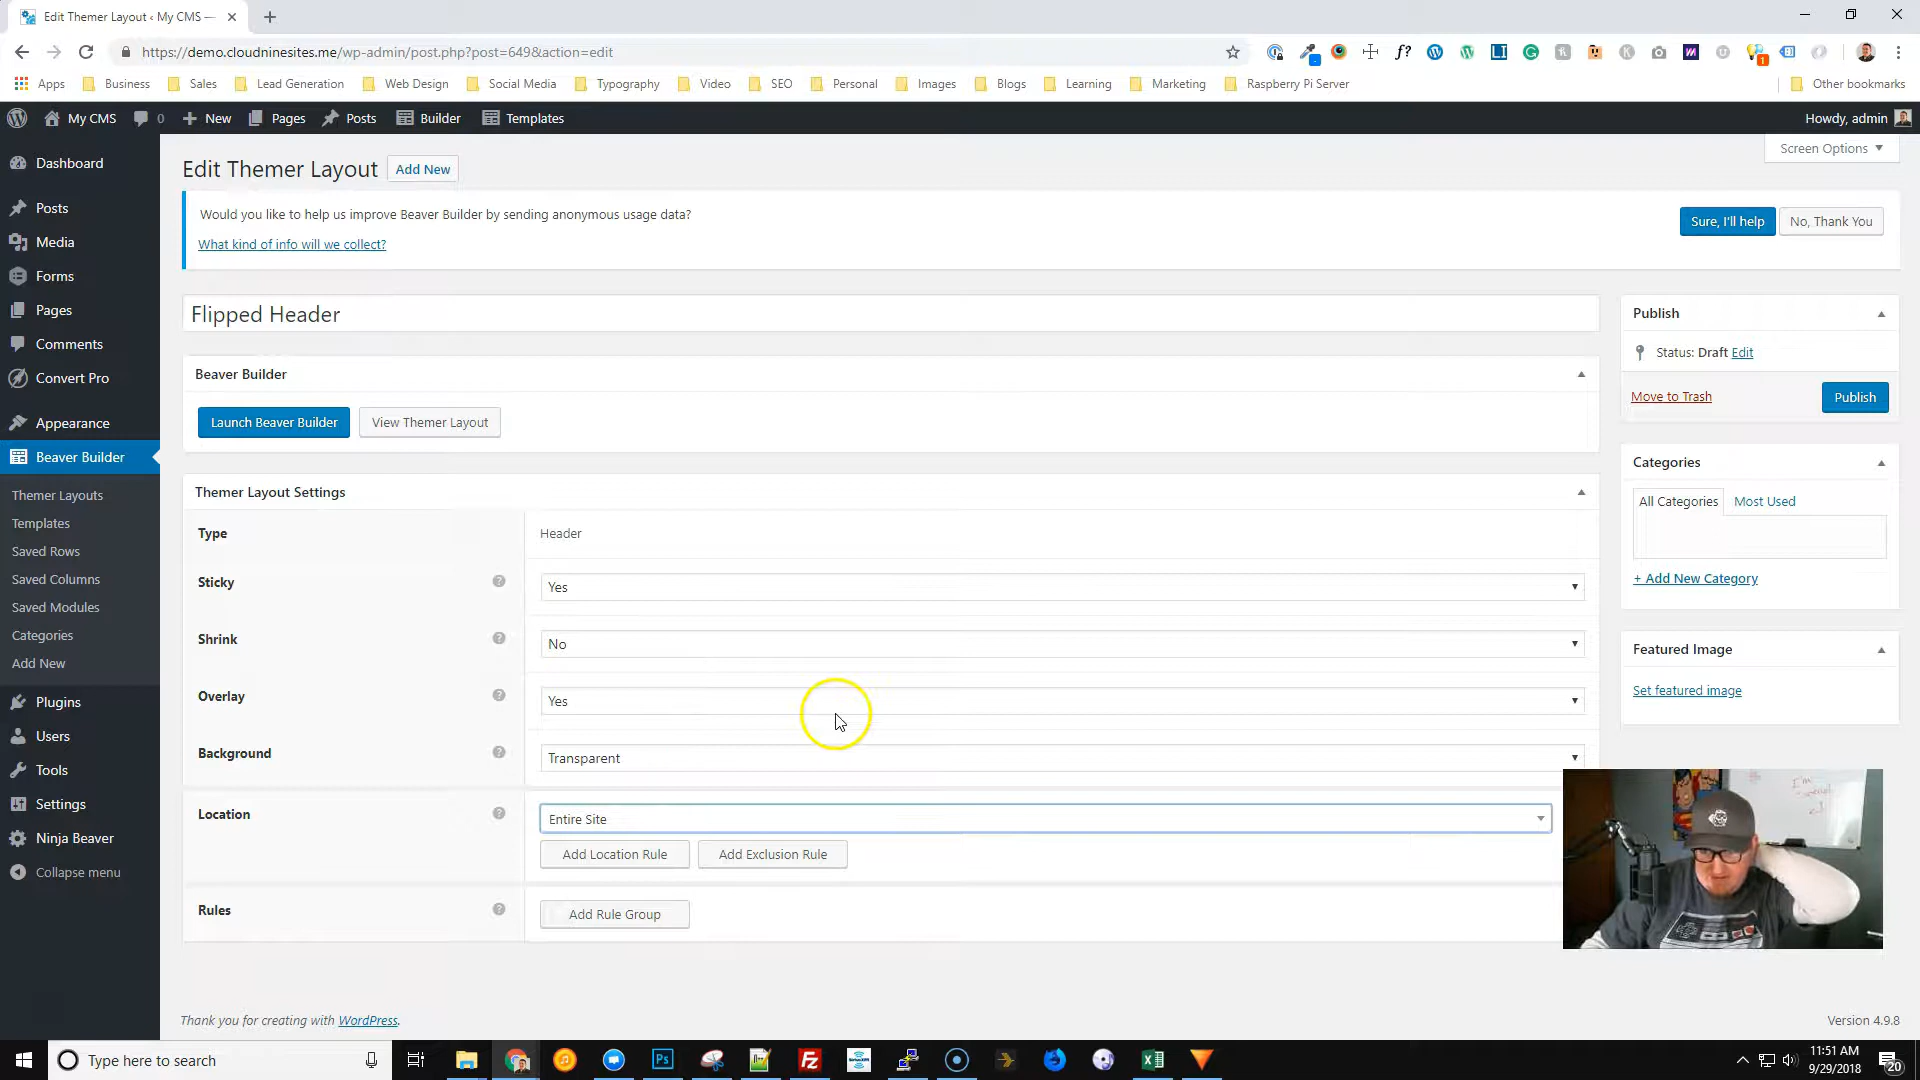 Edit Themer Layout ‹ My CMS —
https://demo.cloudninesites.me/wp-admin/post.php?post=649&action=edit
Apps Business Sales Lead Generation Web Design Social Media Typography Video SEO Personal Images Blogs Learning Marketing Raspberry Pi Server Other bookmarks
My CMS 0 New Pages Posts Builder Templates Howdy, admin
Screen Options
Dashboard
Posts
Media
Forms
Pages
Comments
Convert Pro
Appearance
Beaver Builder
Themer Layouts
Templates
Saved Rows
Saved Columns
Saved Modules
Categories
Add New
Plugins
Users
Tools
Settings
Ninja Beaver
Collapse menu
Edit Themer Layout Add New
Would you like to help us improve Beaver Builder by sending anonymous usage data?
What kind of info will we collect?
Sure, I'll help No, Thank You
Flipped Header
Beaver Builder
Launch Beaver Builder View Themer Layout
Themer Layout Settings
Type Header
Sticky Yes
Shrink No
Overlay Yes
Background Transparent
Location Entire Site
Add Location Rule Add Exclusion Rule
Rules Add Rule Group
Publish
Status: Draft Edit
Move to Trash Publish
Categories
All Categories Most Used
+ Add New Category
Featured Image
Set featured image
Thank you for creating with WordPress.
Version 4.9.8
Type here to search
11:51 AM
9/29/2018
20